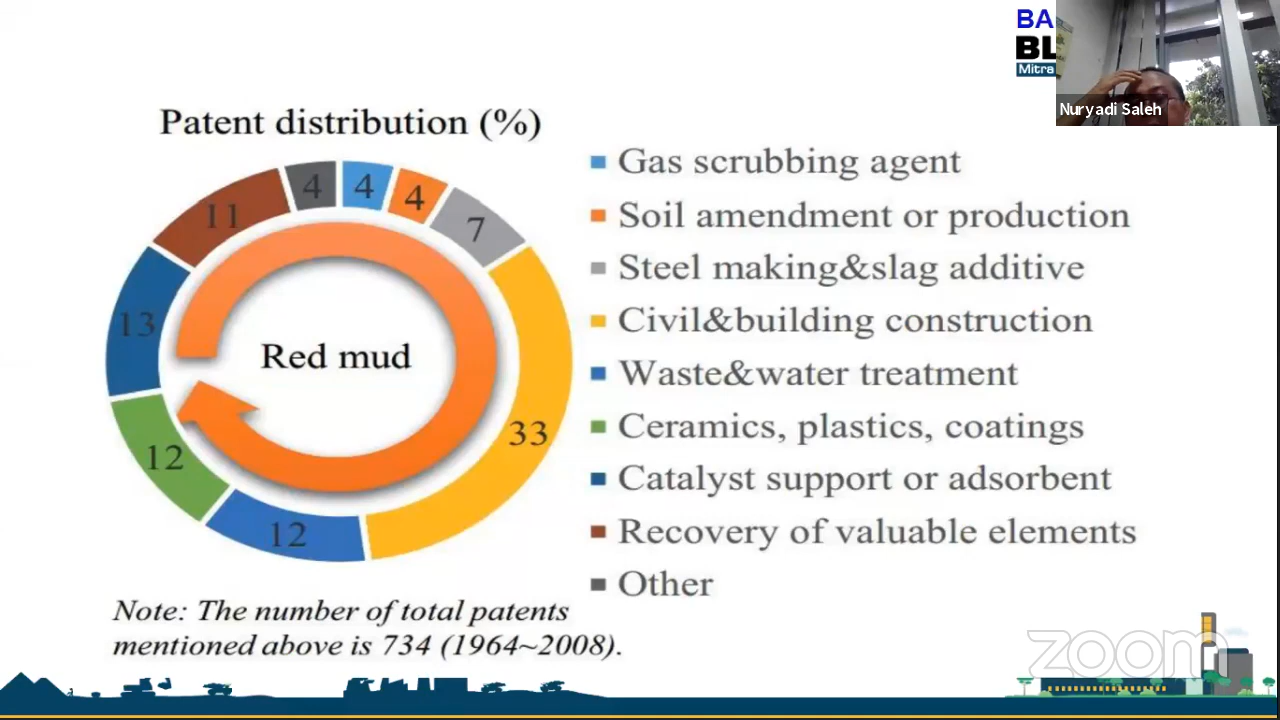 BA
BL
Mitra
Nuryadi Saleh
Patent distribution (%)
4
4
4
7
11
13
33
12
12
Red mud
Gas scrubbing agent
Soil amendment or production
Steel making&slag additive
Civil&building construction
Waste&water treatment
Ceramics, plastics, coatings
Catalyst support or adsorbent
Recovery of valuable elements
Other
Note: The number of total patents
mentioned above is 734 (1964~2008).
zoom